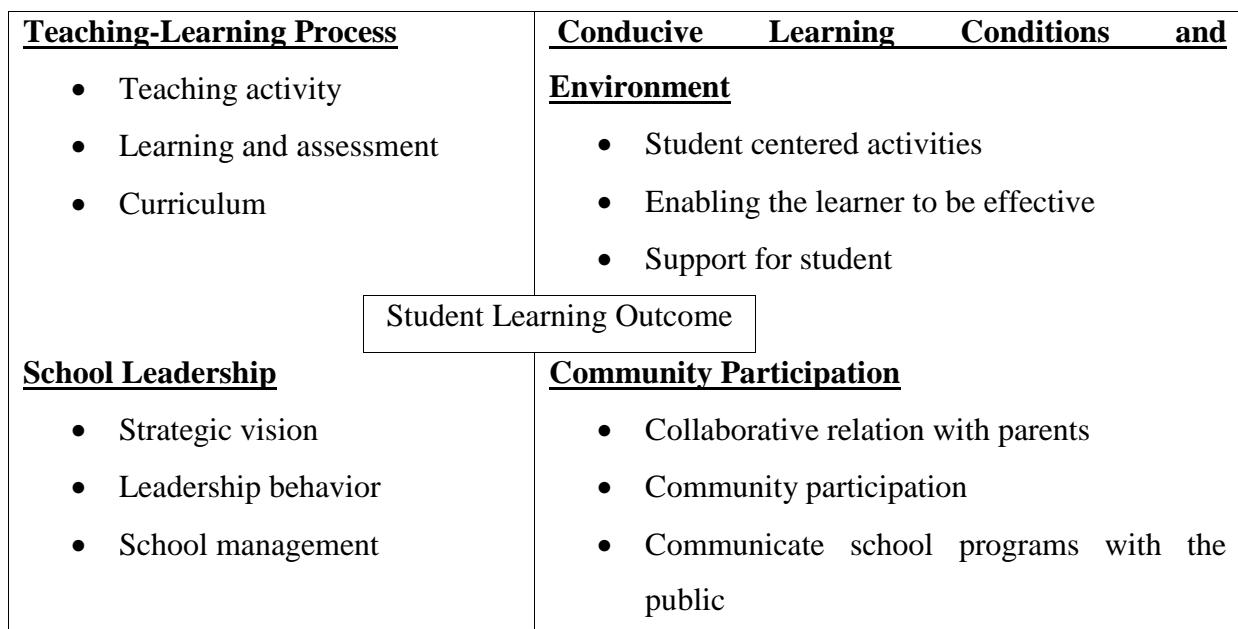 Teaching-Learning Process
• Teaching activity
• Learning and assessment
• Curriculum
Conducive Learning Conditions and
Environment
• Student centered activities
• Enabling the learner to be effective
• Support for student
Student Learning Outcome
School Leadership
• Strategic vision
• Leadership behavior
• School management
Community Participation
• Collaborative relation with parents
• Community participation
• Communicate school programs with the
public